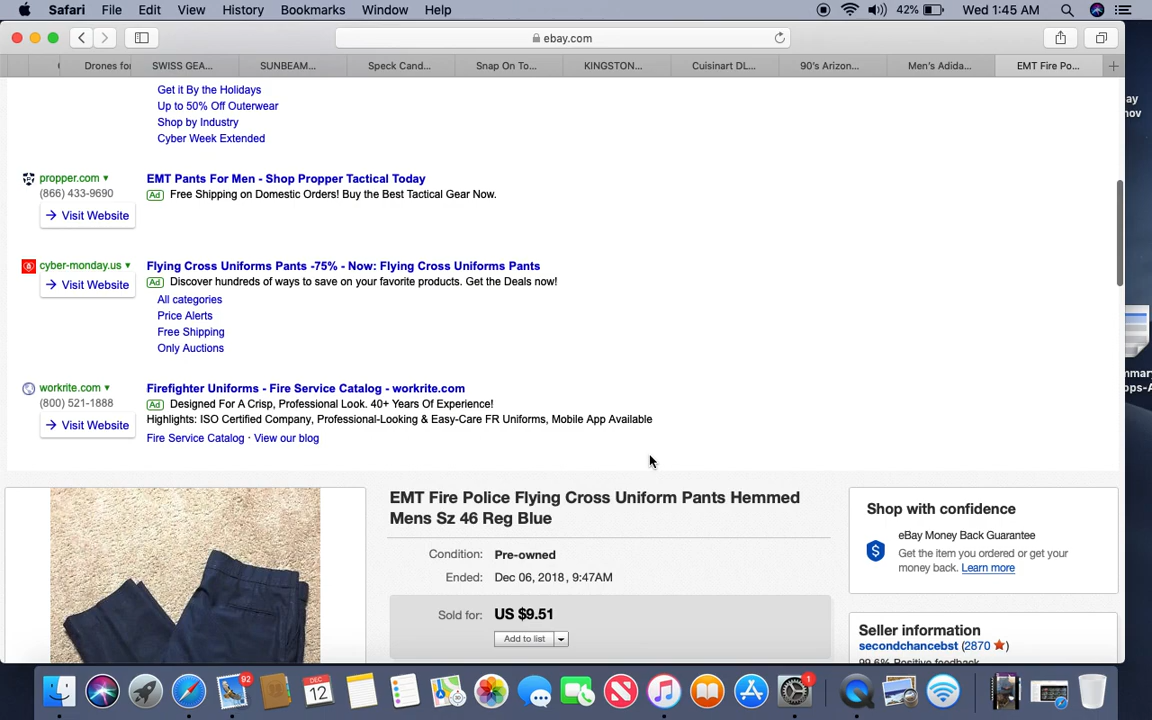 Safari File Edit View History Bookmarks Window Help 42% Wed 1:45 AM
ebay.com
Drones for SWISS GEA... SUNBEAM... Speck Cand... Snap On To... KINGSTON... Cuisinart DL... 90's Arizon... Men's Adida... EMT Fire Po... +
Get it By the Holidays
Up to 50% Off Outerwear
Shop by Industry
Cyber Week Extended
propper.com
(866) 433-9690
Visit Website
EMT Pants For Men - Shop Propper Tactical Today
Ad Free Shipping on Domestic Orders! Buy the Best Tactical Gear Now.
cyber-monday.us
Visit Website
Flying Cross Uniforms Pants -75% - Now: Flying Cross Uniforms Pants
Ad Discover hundreds of ways to save on your favorite products. Get the Deals now!
All categories
Price Alerts
Free Shipping
Only Auctions
workrite.com
(800) 521-1888
Visit Website
Firefighter Uniforms - Fire Service Catalog - workrite.com
Ad Designed For A Crisp, Professional Look. 40+ Years Of Experience!
Highlights: ISO Certified Company, Professional-Looking & Easy-Care FR Uniforms, Mobile App Available
Fire Service Catalog · View our blog
EMT Fire Police Flying Cross Uniform Pants Hemmed
Mens Sz 46 Reg Blue
Condition: Pre-owned
Ended: Dec 06, 2018 , 9:47AM
Sold for: US $9.51
Add to list
Shop with confidence
eBay Money Back Guarantee
Get the item you ordered or get your
money back. Learn more
Seller information
secondchancebst (2870)
99.6% Positive feedback
92
DEC
12
1